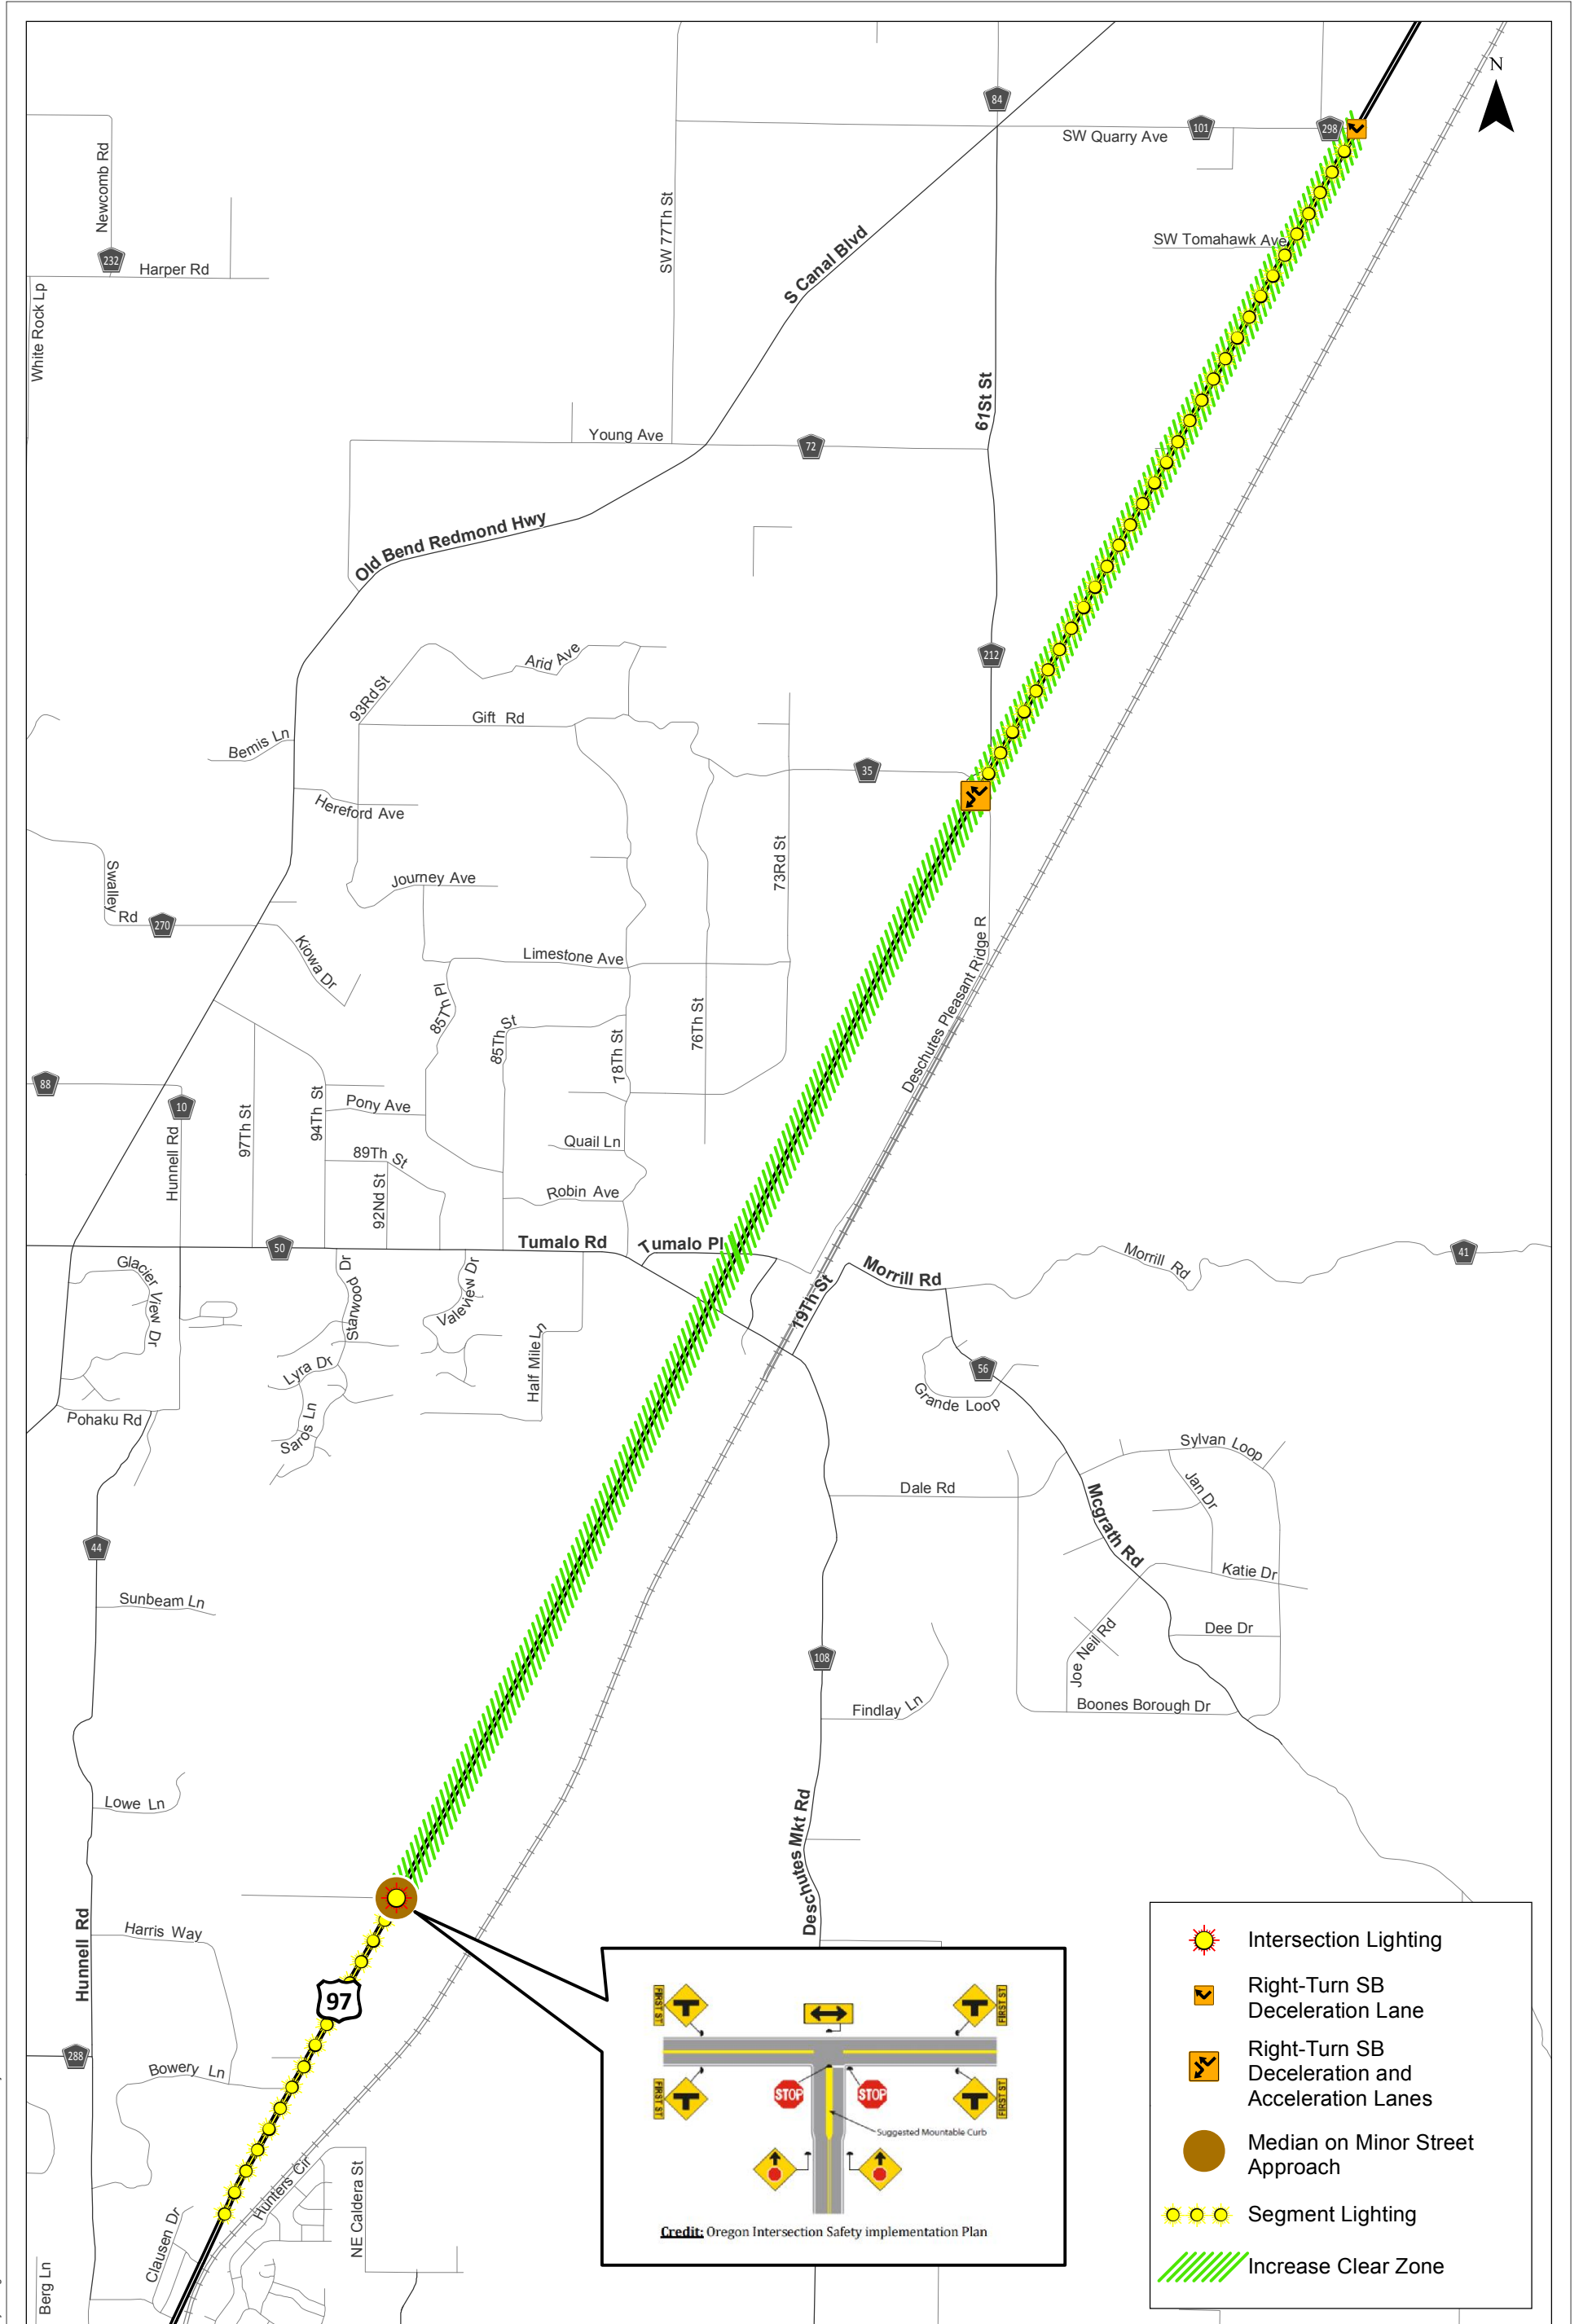 N
84
SW Quarry Ave
101
298
Newcomb Rd
SW 77Th St
S Canal Blvd
SW Tomahawk Ave
232
Harper Rd
White Rock Lp
61St St
Young Ave
72
Old Bend Redmond Hwy
212
Arid Ave
93Rd St
Gift Rd
Bemis Ln
35
Hereford Ave
73Rd St
Journey Ave
Swalley
Rd
270
Kiowa Dr
Limestone Ave
Deschutes Pleasant Ridge R
85Th Pl
85Th St
76Th St
78Th St
88
10
Hunnell Rd
97Th St
94Th St
Pony Ave
89Th St
92Nd St
Quail Ln
Robin Ave
50
Tumalo Rd
Tumalo Pl
Morrill Rd
Morrill Rd
41
19Th St
Glacier View Dr
Starwood Dr
Valeview Dr
Half Mile Ln
Lyra Dr
Saros Ln
Pohaku Rd
56
Grande Loop
Sylvan Loop
Jan Dr
Dale Rd
Mcgrath Rd
Katie Dr
44
Sunbeam Ln
Dee Dr
Joe Neil Rd
108
Findlay Ln
Boones Borough Dr
Lowe Ln
Deschutes Mkt Rd
Hunnell Rd
Harris Way
97
288
Bowery Ln
Hunters Cir
NE Caldera St
Clausen Dr
Berg Ln
FIRST ST
FIRST ST
FIRST ST
FIRST ST
STOP
STOP
Suggested Mountable Curb
Credit: Oregon Intersection Safety implementation Plan
Intersection Lighting
Right-Turn SB
Deceleration Lane
Right-Turn SB
Deceleration and
Acceleration Lanes
Median on Minor Street
Approach
Segment Lighting
Increase Clear Zone